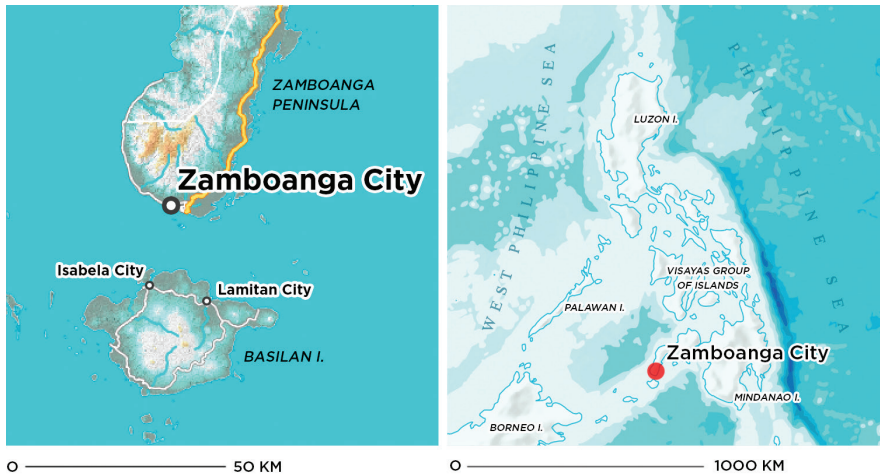 ZAMBOANGA
PENINSULA
Zamboanga City
Isabela City
Lamitan City
BASILAN I.
0 50 KM
PHILIPPINE SEA
LUZON I.
WEST PHILIPPINE SEA
VISAYAS GROUP
OF ISLANDS
PALAWAN I.
Zamboanga City
MINDANAO I.
BORNEO I.
0 1000 KM